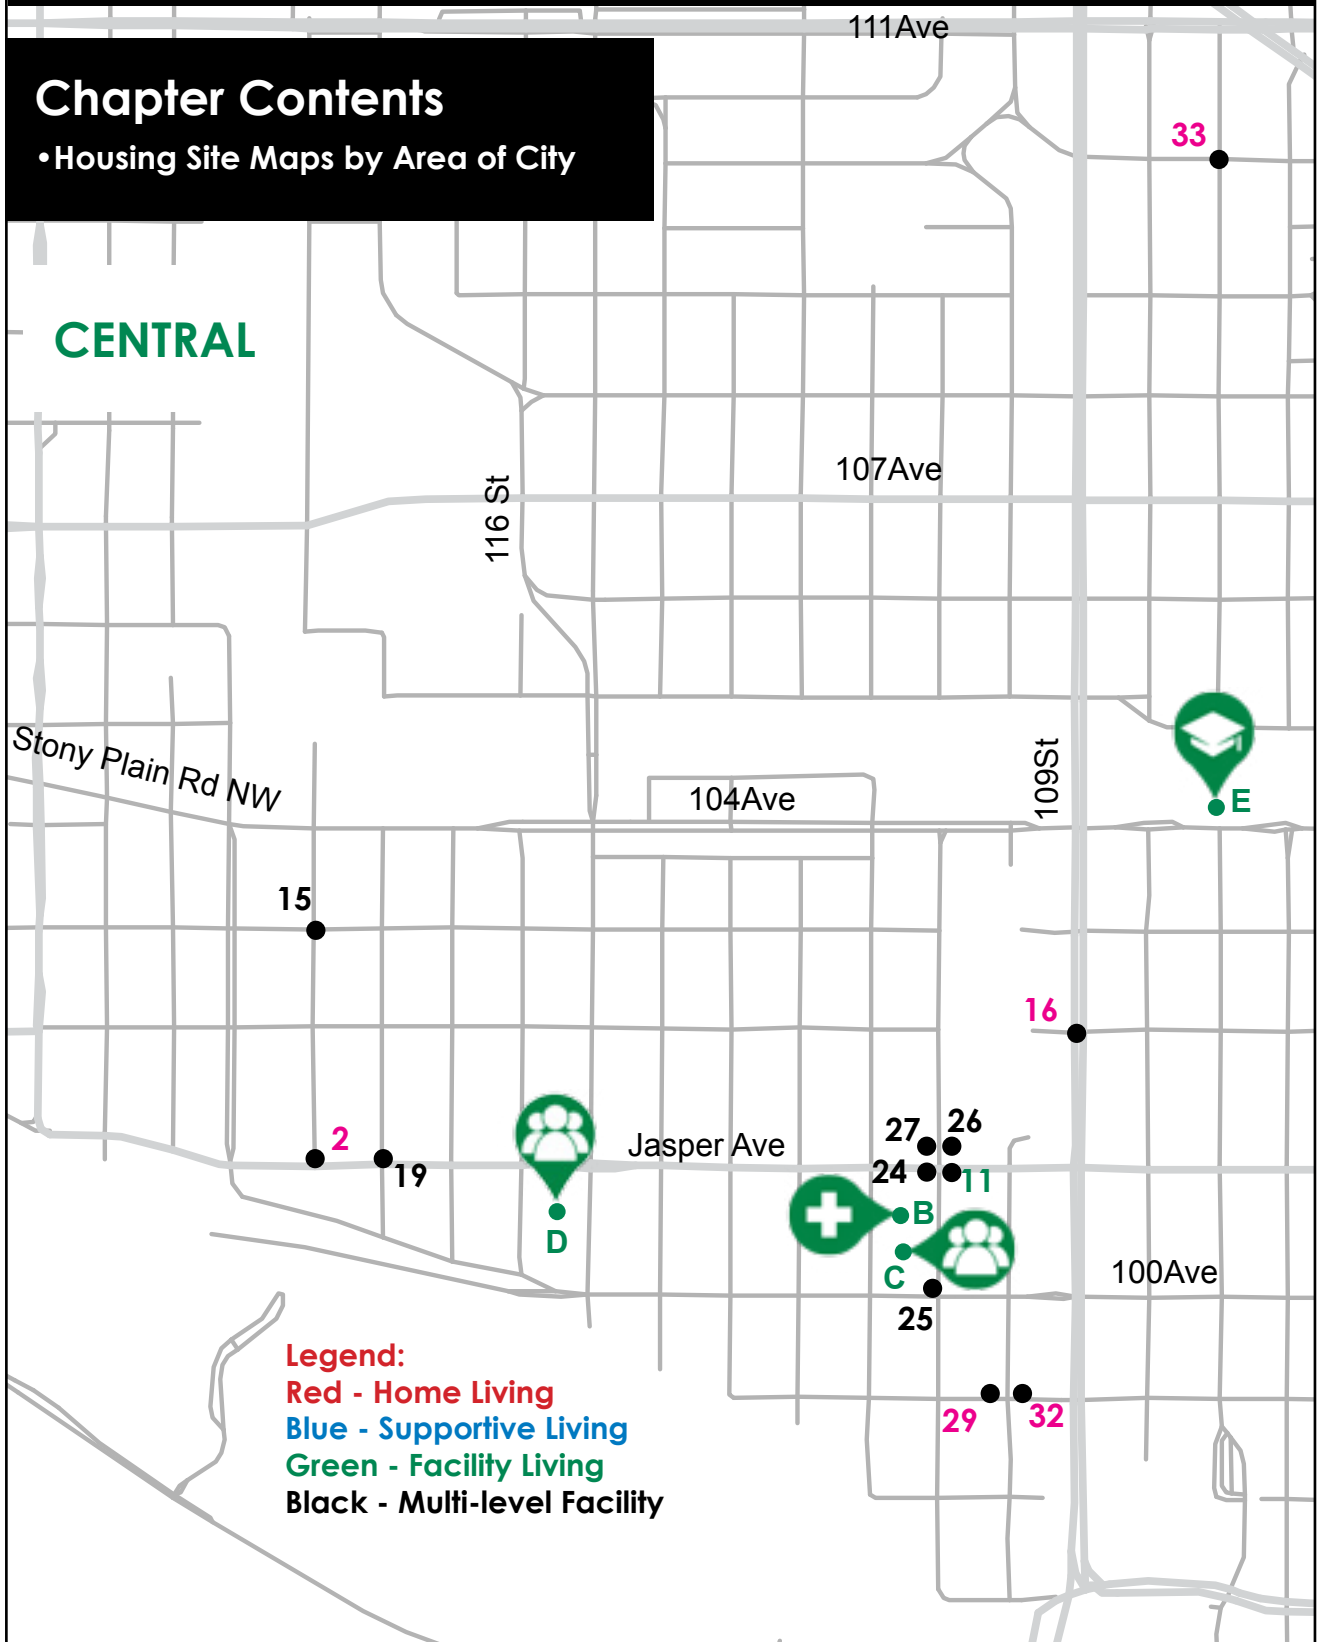 111Ave
Chapter Contents
•Housing Site Maps by Area of City
33
CENTRAL
107Ave
116 St
Stony Plain Rd NW
104Ave
109St
E
15
16
2
19
Jasper Ave
27
26
24
11
B
D
C
100Ave
25
Legend:
Red - Home Living
Blue - Supportive Living
Green - Facility Living
Black - Multi-level Facility
29
32